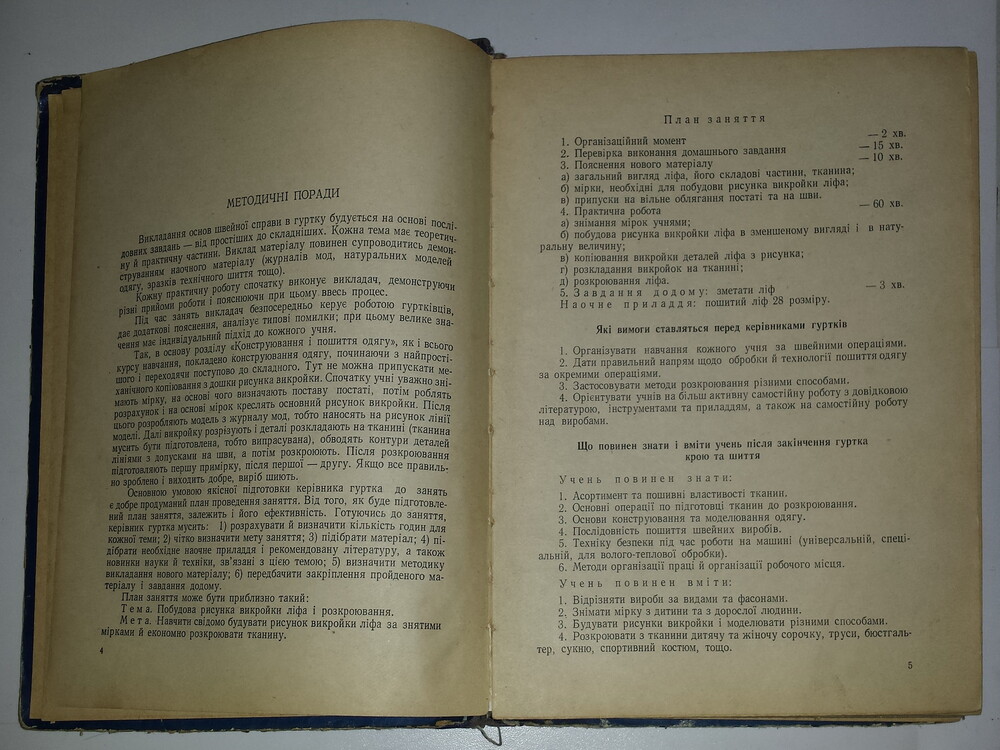 МЕТОДИЧНІ ПОРАДИ
Викладання основ швейної справи в гуртку будується на основі послі-
довних завдань — від простіших до складніших. Кожна тема має теоретич-
ну й практичну частини. Виклад матеріалу повинен супроводитись демон-
струванням наочного матеріалу (журналів мод, натуральних моделей
одягу, зразків технічного шиття тощо).
Кожну практичну роботу спочатку виконує викладач, демонструючи
різні прийоми роботи і пояснюючи при цьому ввесь процес.
Під час занять викладач безпосередньо керує роботою гуртківців,
дає додаткові пояснення, аналізує типові помилки; при цьому велике зна-
чення має індивідуальний підхід до кожного учня.
Так, в основу розділу «Конструювання і пошиття одягу», як і всього
курсу навчання, покладено конструювання одягу, починаючи з найпрості-
шого і переходячи поступово до складного. Тут не можна припускати ме-
ханічного копіювання з дошки рисунка викройки. Спочатку учні уважно зні-
мають мірку, на основі чого визначають поставу постаті, потім роблять
розрахунок і на основі мірок креслять основний рисунок викройки. Після
цього розробляють модель з журналу мод, тобто наносять на рисунок лінії
моделі. Далі викройку розрізують і деталі розкладають на тканині (тканина
мусить бути підготовлена, тобто випрасувана), обводять контури деталей
лініями з допусками на шви, а потім розкроюють. Після розкроювання
підготовляють першу примірку, після першої — другу. Якщо все правиль-
но зроблено і виходить добре, виріб шиють.
Основною умовою якісної підготовки керівника гуртка до занять
є добре продуманий план проведення заняття. Від того, як буде підготовле-
ний план заняття, залежить і його ефективність. Готуючись до заняття,
керівник гуртка мусить: 1) розрахувати й визначити кількість годин для
кожної теми; 2) чітко визначити мету заняття; 3) підібрати матеріал; 4) пі-
дібрати необхідне наочне приладдя і рекомендовану літературу, а також
новинки науки й техніки, зв'язані з цією темою; 5) визначити методику
викладання нового матеріалу; 6) передбачити закріплення пройденого ма-
теріалу і завдання додому.
План заняття може бути приблизно такий:
Тема. Побудова рисунка викройки ліфа і розкроювання.
Мета. Навчити свідомо будувати рисунок викройки ліфа за знятими
мірками й економно розкроювати тканину.
4
План заняття
1. Організаційний момент — 2 хв.
2. Перевірка виконання домашнього завдання — 15 хв.
3. Пояснення нового матеріалу — 10 хв.
а) загальний вигляд ліфа, його складові частини, тканина;
б) мірки, необхідні для побудови рисунка викройки ліфа;
в) припуски на вільне облягання постаті та на шви.
4. Практична робота — 60 хв.
а) знімання мірок учнями;
б) побудова рисунка викройки ліфа в зменшеному вигляді і в нату-
ральну величину;
в) копіювання викройки деталей ліфа з рисунка;
г) розкладання викройок на тканині;
д) розкроювання ліфа.
5. Завдання додому: зметати ліф — 3 хв.
Наочне приладдя: пошитий ліф 28 розміру.
Які вимоги ставляться перед керівниками гуртків
1. Організувати навчання кожного учня за швейними операціями.
2. Дати правильний напрям щодо обробки й технології пошиття одягу
за окремими операціями.
3. Застосовувати методи розкроювання різними способами.
4. Орієнтувати учнів на більш активну самостійну роботу з довідковою
літературою, інструментами та приладдям, а також на самостійну роботу
над виробами.
Що повинен знати і вміти учень після закінчення гуртка
крою та шиття
Учень повинен знати:
1. Асортимент та пошивні властивості тканин.
2. Основні операції по підготовці тканин до розкроювання.
3. Основи конструювання та моделювання одягу.
4. Послідовність пошиття швейних виробів.
5. Техніку безпеки під час роботи на машині (універсальній, спеці-
альній, для волого-теплової обробки).
6. Методи організації праці й організації робочого місця.
Учень повинен вміти:
1. Відрізняти вироби за видами та фасонами.
2. Знімати мірку з дитини та з дорослої людини.
3. Будувати рисунки викройки і моделювати різними способами.
4. Розкроювати з тканини дитячу та жіночу сорочку, труси, бюстгаль-
тер, сукню, спортивний костюм, тощо.
5